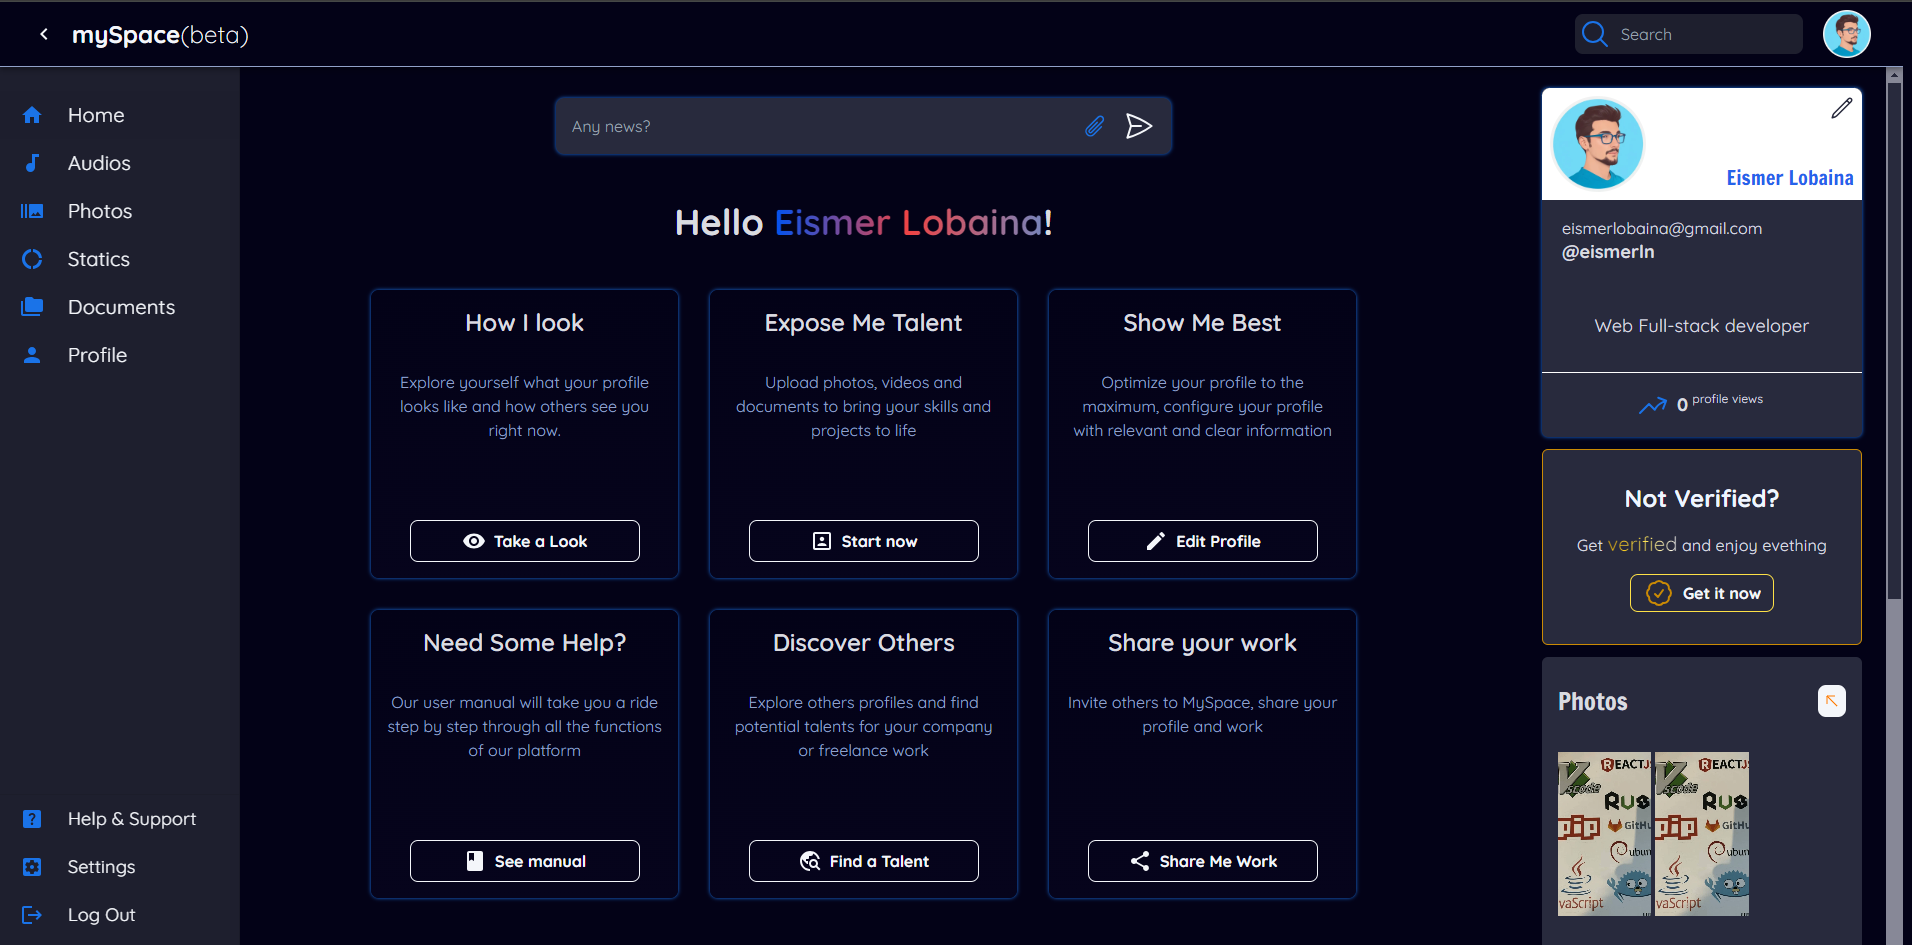 mySpace(beta)
Search
Home
Audios
Photos
Statics
Documents
Profile
Help & Support
Settings
Log Out
Any news?
Hello Eismer Lobaina!
How I look
Explore yourself what your profile
looks like and how others see you
right now.
Take a Look
Expose Me Talent
Upload photos, videos and
documents to bring your skills and
projects to life
Start now
Show Me Best
Optimize your profile to the
maximum, configure your profile
with relevant and clear information
Edit Profile
Need Some Help?
Our user manual will take you a ride
step by step through all the functions
of our platform
See manual
Discover Others
Explore others profiles and find
potential talents for your company
or freelance work
Find a Talent
Share your work
Invite others to MySpace, share your
profile and work
Share Me Work
Eismer Lobaina
eismerlobaina@gmail.com
@eismerln
Web Full-stack developer
0 profile views
Not Verified?
Get verified and enjoy evething
Get it now
Photos
REACTJS
REACTJS
Vscode
Vscode
Rus
Rus
pip
GitHu
pip
GitHu
ubun
ubun
vaScript
vaScript